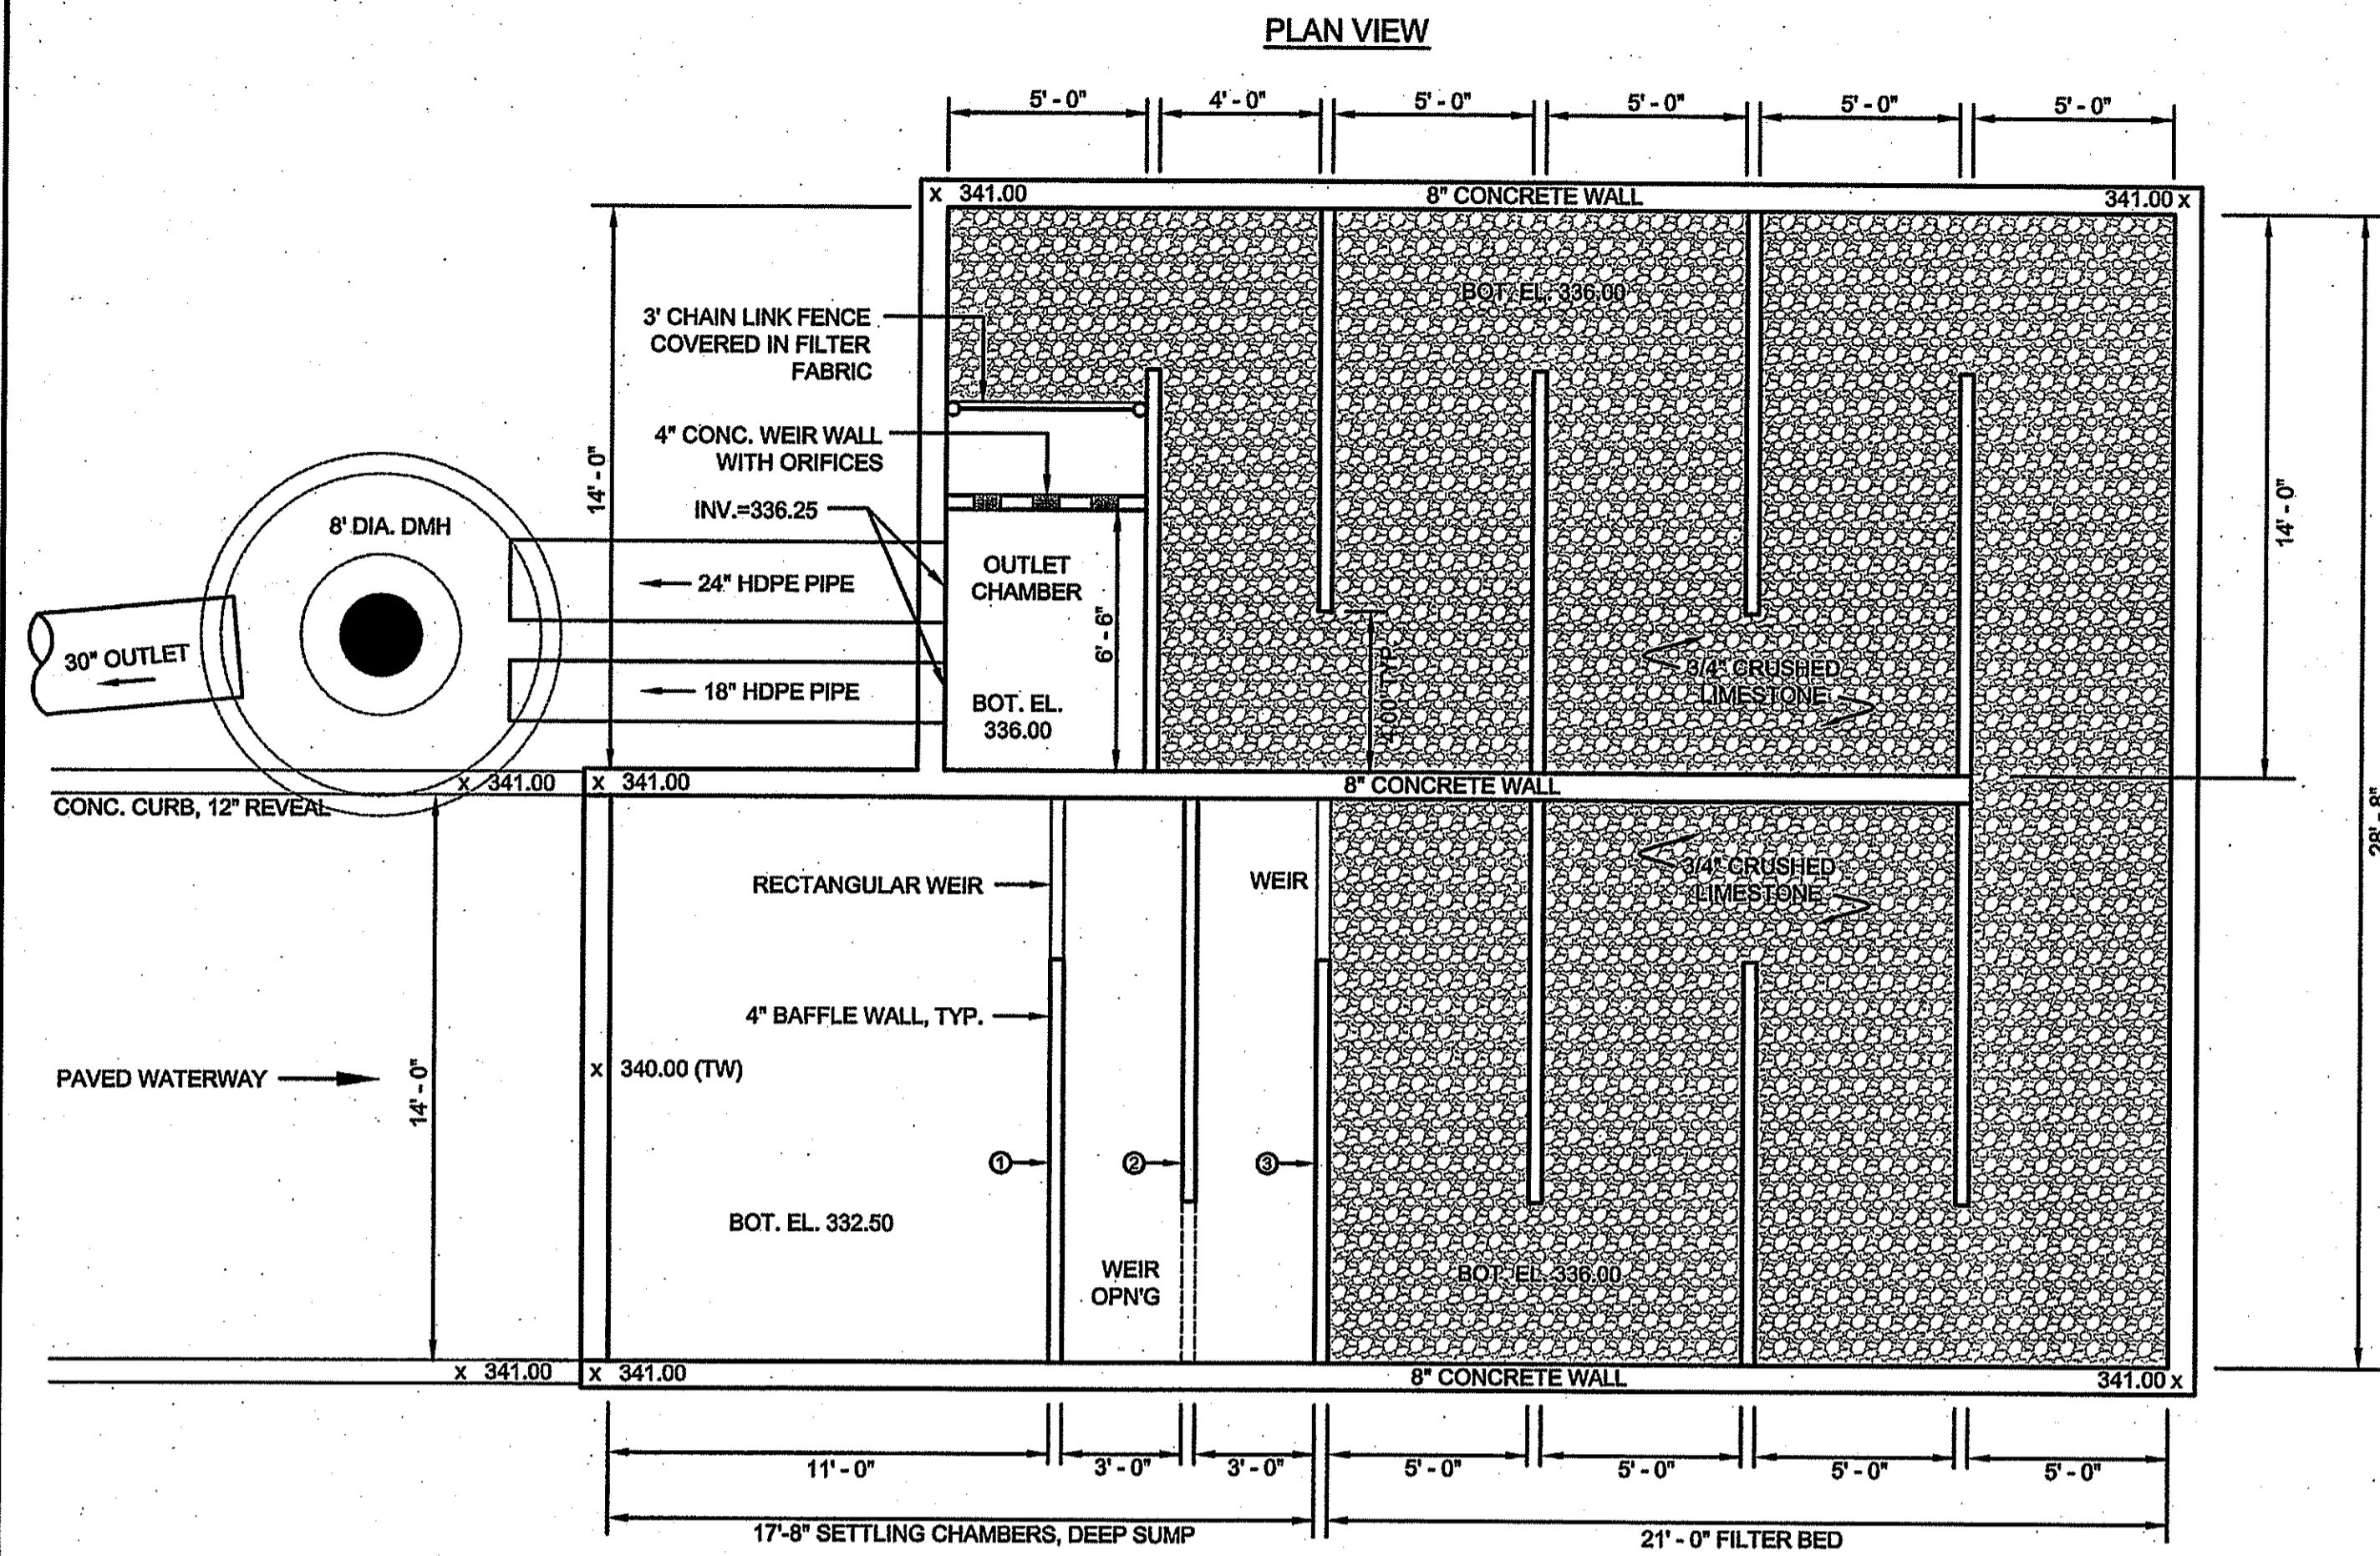 PLAN VIEW
5' - 0"
4' - 0"
5' - 0"
5' - 0"
5' - 0"
5' - 0"
x 341.00
8" CONCRETE WALL
341.00 x
BOT. EL. 336.00
3' CHAIN LINK FENCE
COVERED IN FILTER
FABRIC
4" CONC. WEIR WALL
WITH ORIFICES
INV.=336.25
14' - 0"
14' - 0"
28' - 8"
8' DIA. DMH
24" HDPE PIPE
OUTLET
CHAMBER
6' - 6"
30" OUTLET
18" HDPE PIPE
BOT. EL.
336.00
4.00' TYP.
3/4" CRUSHED
LIMESTONE
x 341.00
x 341.00
8" CONCRETE WALL
CONC. CURB, 12" REVEAL
RECTANGULAR WEIR
WEIR
3/4" CRUSHED
LIMESTONE
4" BAFFLE WALL, TYP.
PAVED WATERWAY
14' - 0"
x 340.00 (TW)
1
2
3
BOT. EL. 332.50
WEIR
OPN'G
BOT. EL. 336.00
x 341.00
x 341.00
8" CONCRETE WALL
341.00 x
11' - 0"
3' - 0"
3' - 0"
5' - 0"
5' - 0"
5' - 0"
5' - 0"
17'-8" SETTLING CHAMBERS, DEEP SUMP
21' - 0" FILTER BED